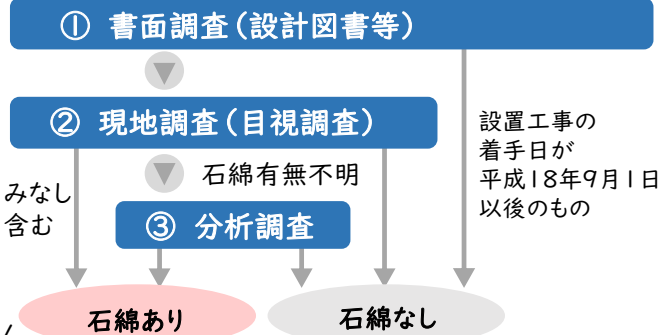 ① 書面調査（設計図書等）
② 現地調査（目視調査）
設置工事の
着手日が
平成18年9月1日
以後のもの
石綿有無不明
みなし
含む
③ 分析調査
石綿あり
石綿なし